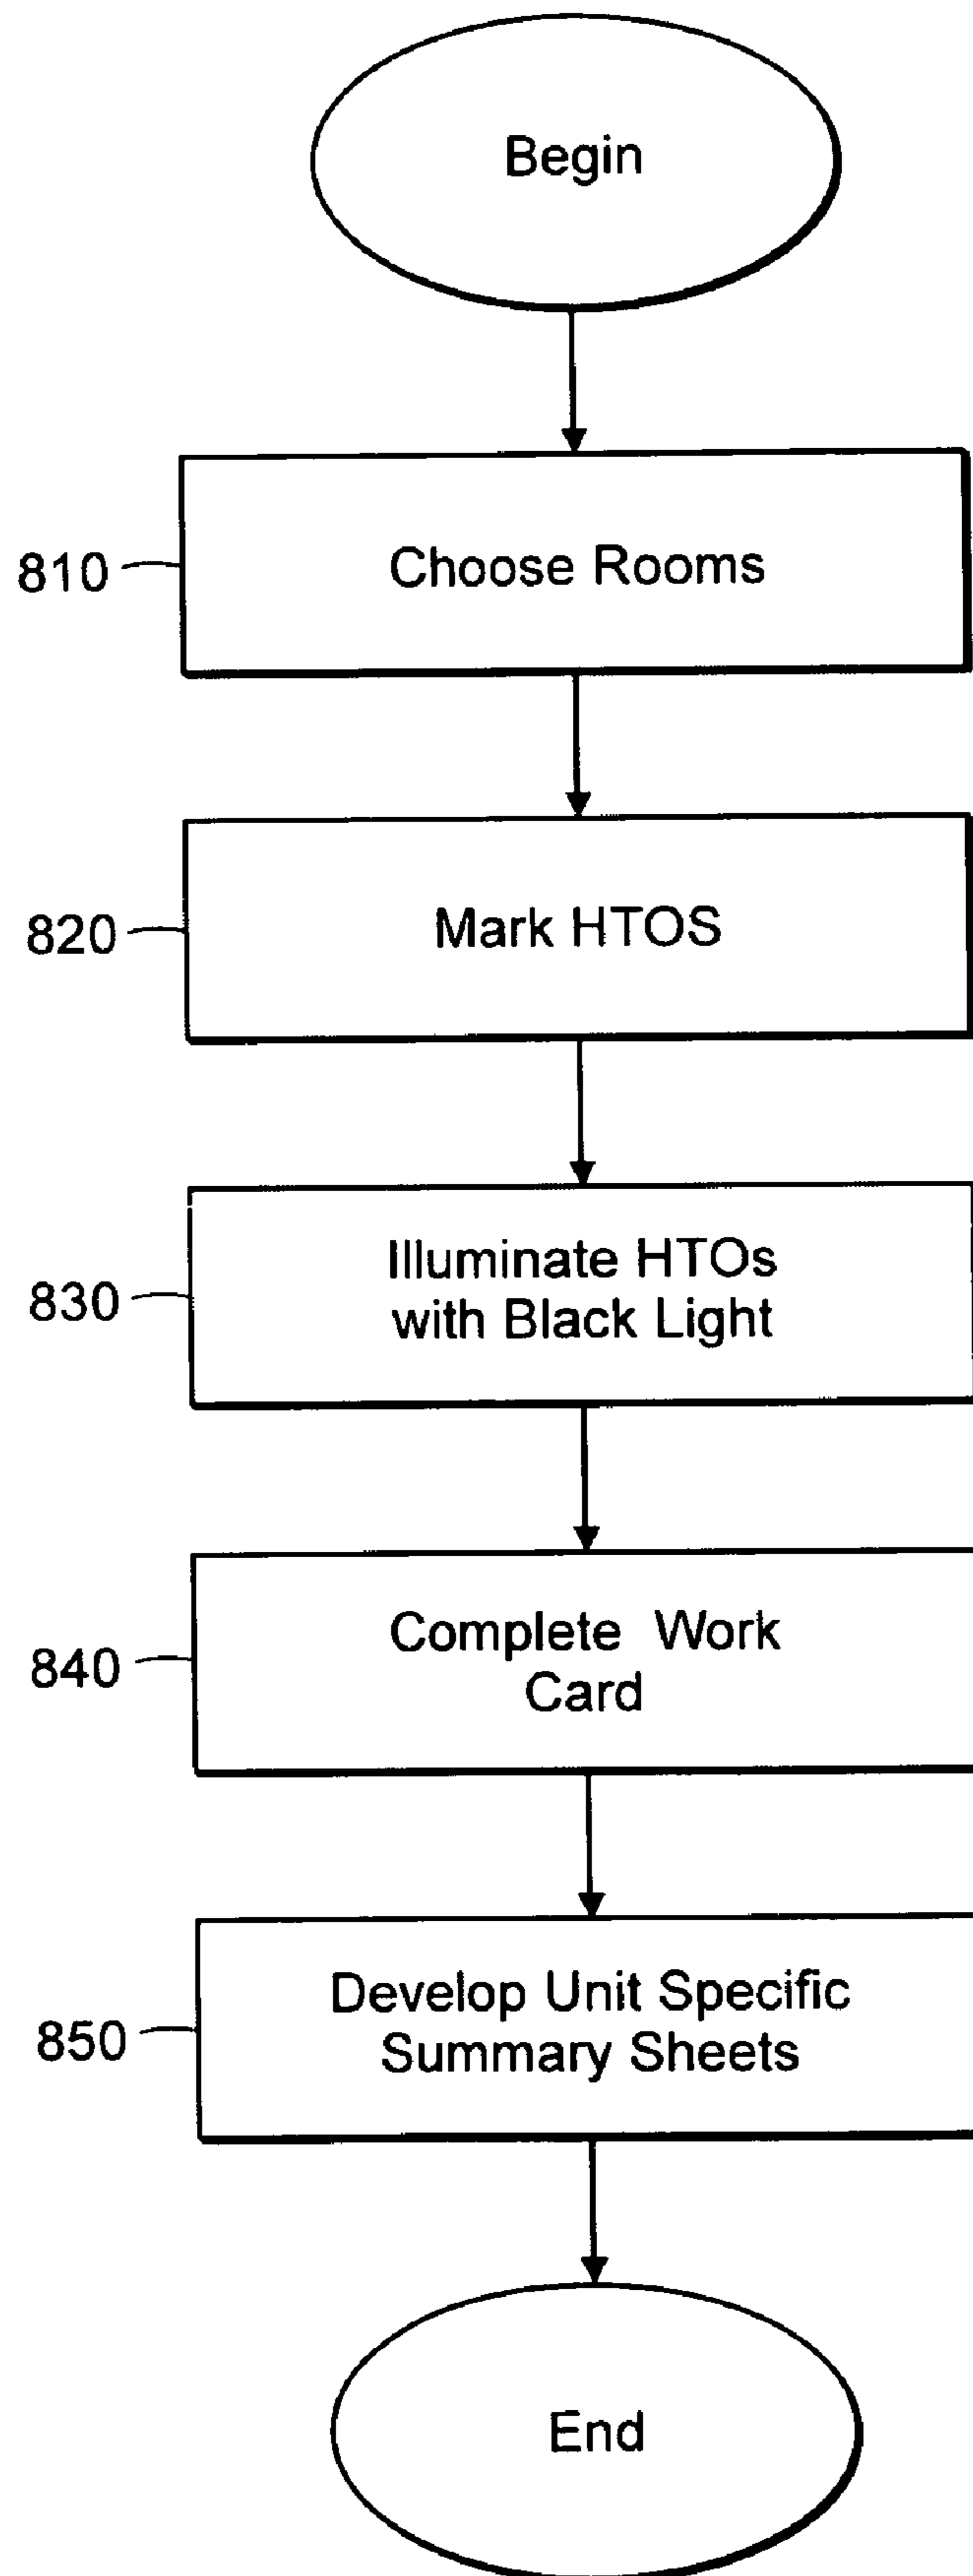 Begin
810
Choose Rooms
820
Mark HTOS
830
Illuminate HTOs
with Black Light
840
Complete Work
Card
850
Develop Unit Specific
Summary Sheets
End